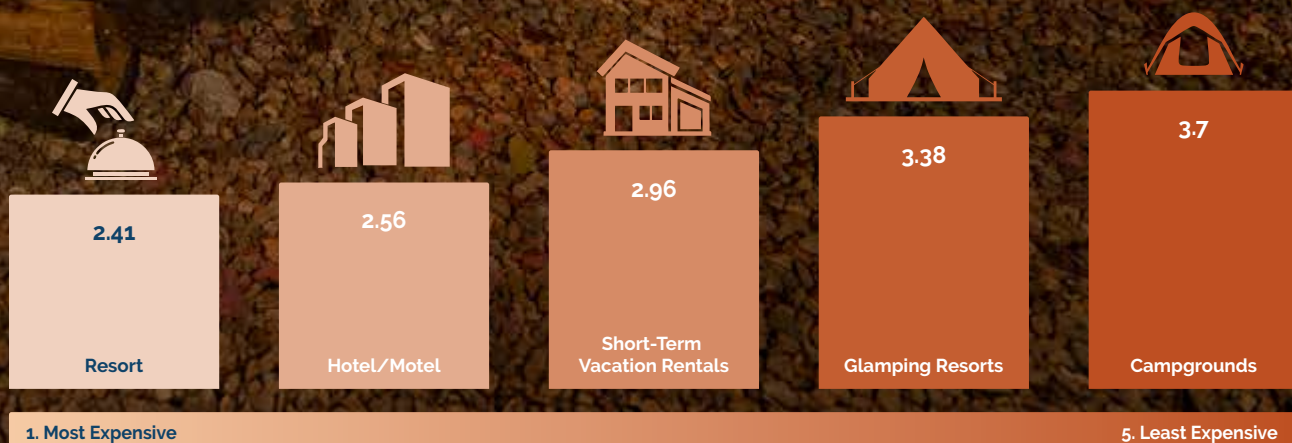 2.41
Resort
2.56
Hotel/Motel
2.96
Short-Term
Vacation Rentals
3.38
Glamping Resorts
3.7
Campgrounds
1. Most Expensive
5. Least Expensive